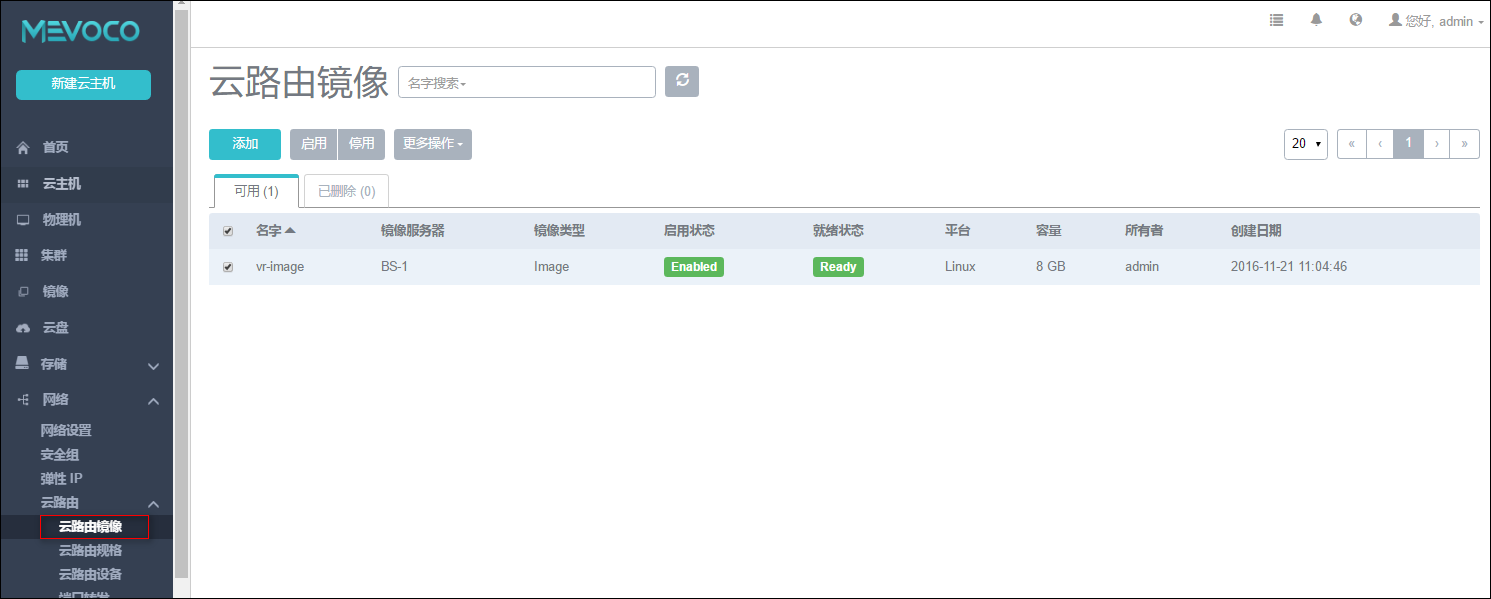 MEVOCO
新建云主机
首页
云主机
物理机
集群
镜像
云盘
存储
网络
网络设置
安全组
弹性 IP
云路由
云路由镜像
云路由规格
云路由设备
端口转发
您好, admin
云路由镜像 名字搜索
添加 启用 停用 更多操作 20 « ‹ 1 › »
可用 (1) 已删除 (0)
名字 镜像服务器 镜像类型 启用状态 就绪状态 平台 容量 所有者 创建日期
vr-image BS-1 Image Enabled Ready Linux 8 GB admin 2016-11-21 11:04:46